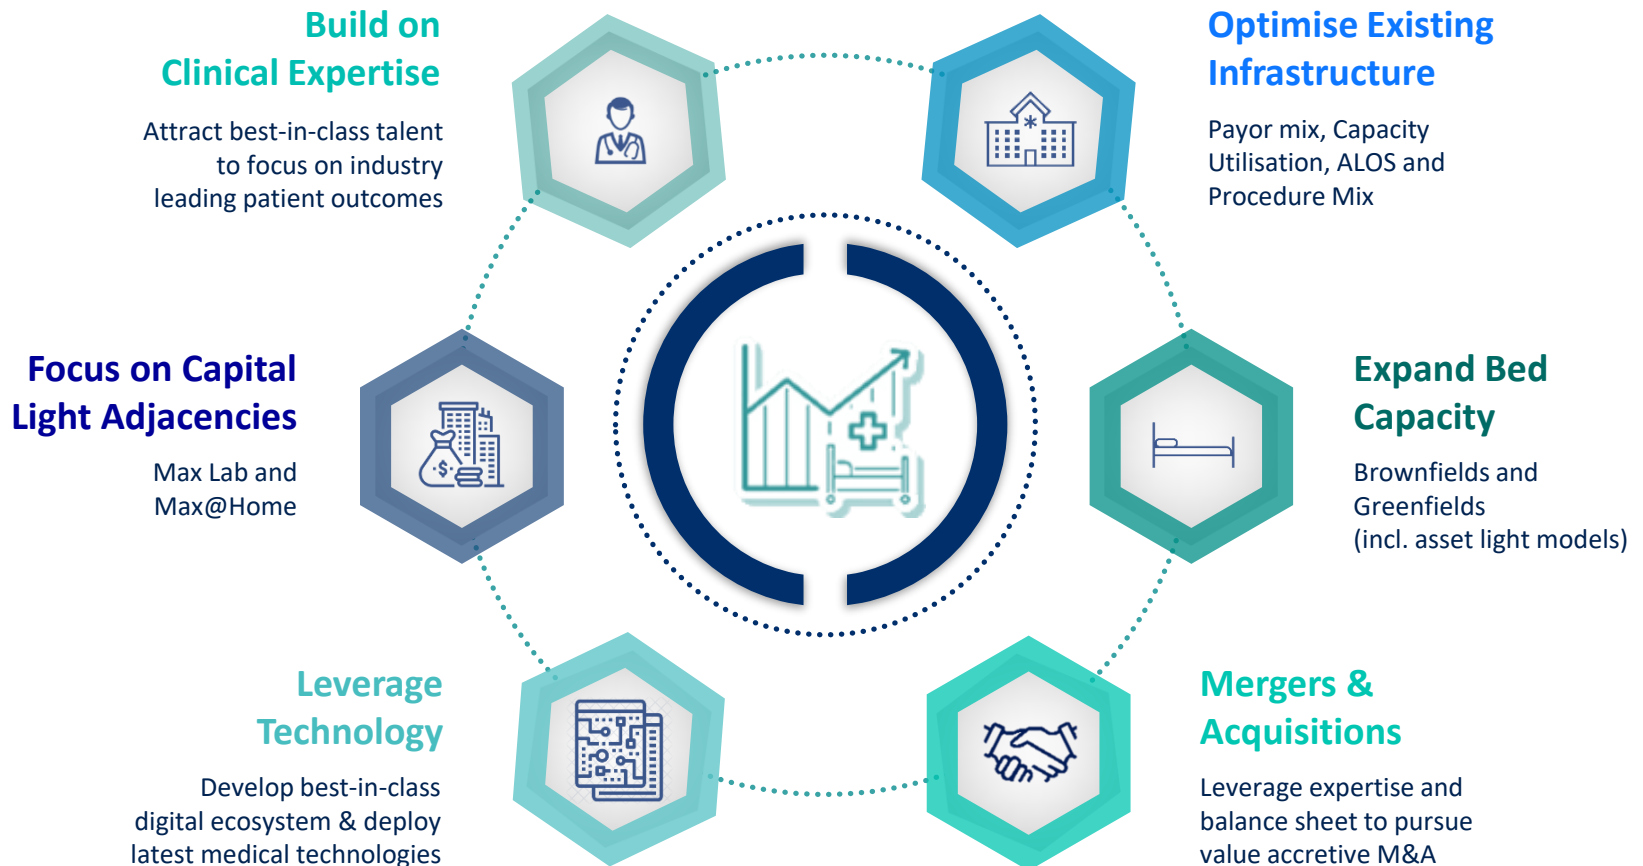 Build on
Clinical Expertise
Attract best-in-class talent
to focus on industry
leading patient outcomes
Optimise Existing
Infrastructure
Payor mix, Capacity
Utilisation, ALOS and
Procedure Mix
Focus on Capital
Light Adjacencies
Max Lab and
Max@Home
$
Expand Bed
Capacity
Brownfields and
Greenfields
(incl. asset light models)
Leverage
Technology
Develop best-in-class
digital ecosystem & deploy
latest medical technologies
Mergers &
Acquisitions
Leverage expertise and
balance sheet to pursue
value accretive M&A